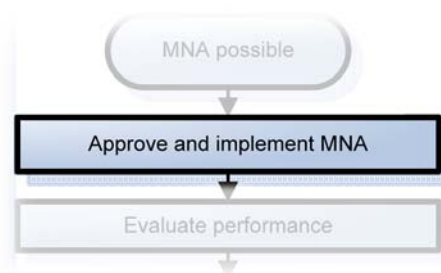 MNA possible
Approve and implement MNA
Evaluate performance